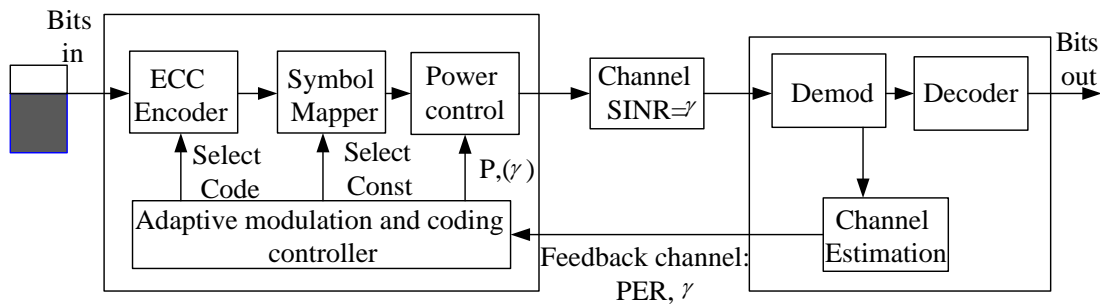 Bits
in
ECC
Encoder
Symbol
Mapper
Power
control
Channel
SINR=γ
Demod
Decoder
Bits
out
Select
Code
Select
Const
P,(γ)
Adaptive modulation and coding
controller
Channel
Estimation
Feedback channel:
PER, γ